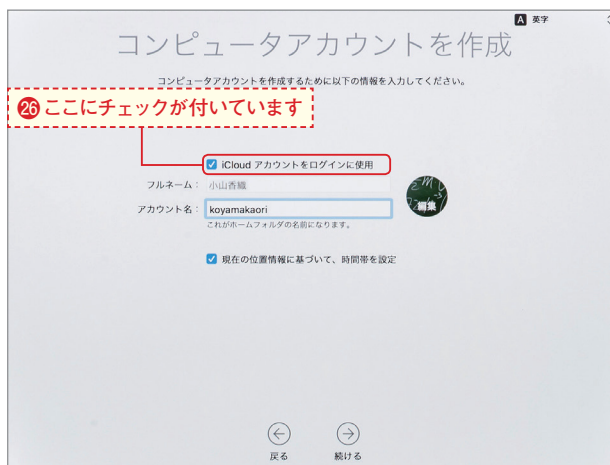 A 英字
コンピュータアカウントを作成
コンピュータアカウントを作成するために以下の情報を入力してください。
㉖ここにチェックが付いています
iCloud アカウントをログインに使用
フルネーム： 小山香織
アカウント名： koyamakaori
これがホームフォルダの名前になります。
編集
現在の位置情報に基づいて、時間帯を設定
戻る 続ける